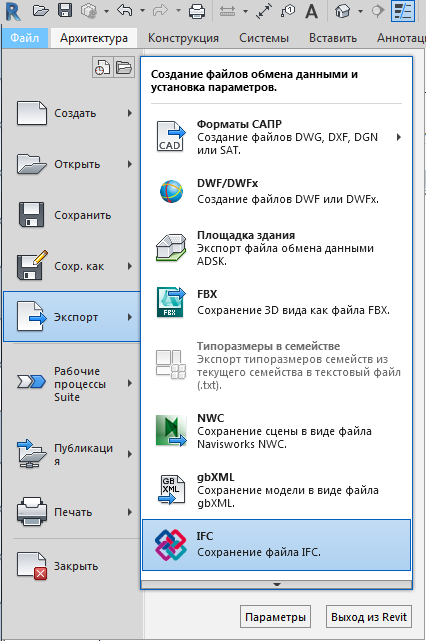 Файл Архитектура Конструкция Системы Вставить Аннотац
Создание файлов обмена данными и
установка параметров.
Создать
Открыть
Сохранить
Сохр. как
Экспорт
Рабочие
процессы
Suite
Публикаци
я
Печать
Закрыть
CAD
Форматы САПР
Создание файлов DWG, DXF, DGN
или SAT.
DWF/DWFx
Создание файлов DWF или DWFx.
Площадка здания
Экспорт файла обмена данными
ADSK.
FBX
FBX
Сохранение 3D вида как файла FBX.
Типоразмеры в семействе
Экспорт типоразмеров семейств из
текущего семейства в текстовый файл
(.txt).
NWC
Сохранение сцены в виде файла
Navisworks NWC.
GB
XML
gbXML
Сохранение модели в виде файла
gbXML.
IFC
Сохранение файла IFC.
Параметры Выход из Revit